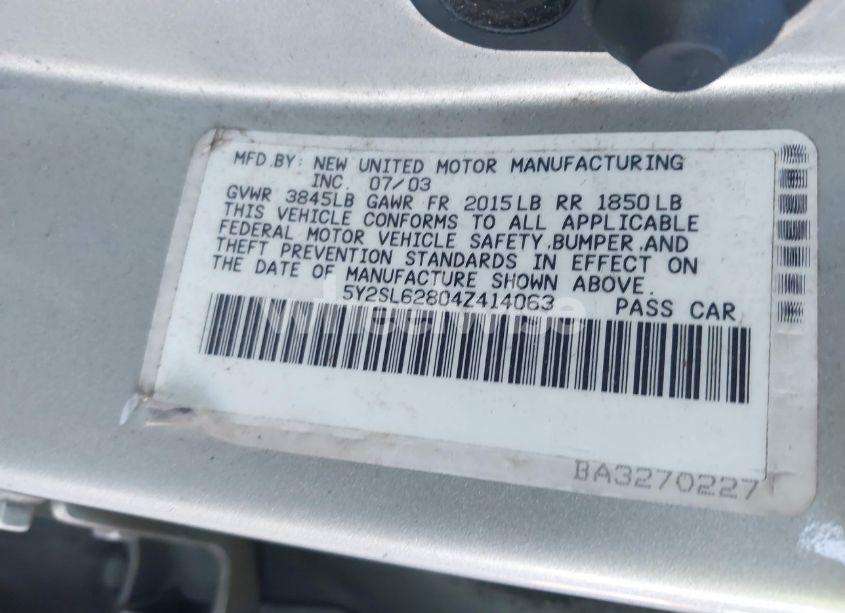 MFD.BY: NEW UNITED MOTOR MANUFACTURING
INC. 07/03
GVWR 3845LB GAWR FR 2015LB RR 1850LB
THIS VEHICLE CONFORMS TO ALL APPLICABLE
FEDERAL MOTOR VEHICLE SAFETY,BUMPER,AND
THEFT PREVENTION STANDARDS IN EFFECT ON
THE DATE OF MANUFACTURE SHOWN ABOVE.
5Y2SL62804Z414063 PASS CAR
BA3270227